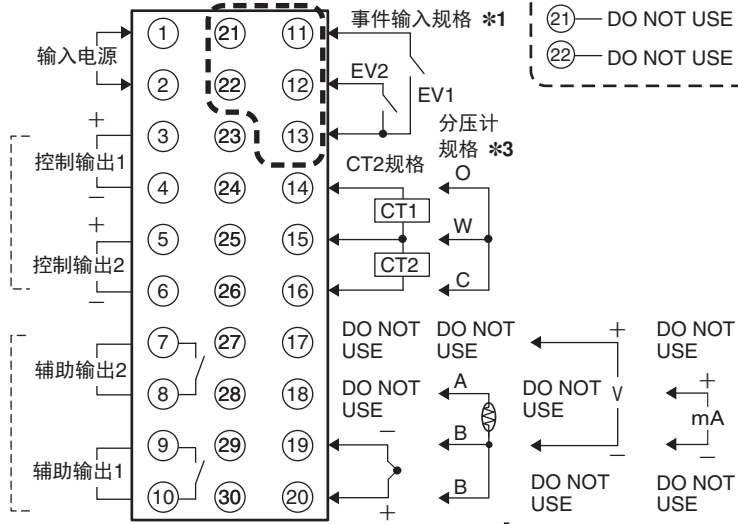 输入电源
+
控制输出1
−
+
控制输出2
−
辅助输出2
辅助输出1
1 21 11
2 22 12
3 23 13
4 24 14
5 25 15
6 26 16
7 27 17
8 28 18
9 29 19
10 30 20
事件输入规格 *1
EV2
EV1
21 DO NOT USE
22 DO NOT USE
分压计
规格 *3
CT2规格
CT1
CT2
O
W
C
DO NOT
USE
DO NOT
USE
+
DO NOT
USE
DO NOT
USE
A
DO NOT
USE
V
+
mA
−
B
−
−
+
B
DO NOT
USE
DO NOT
USE